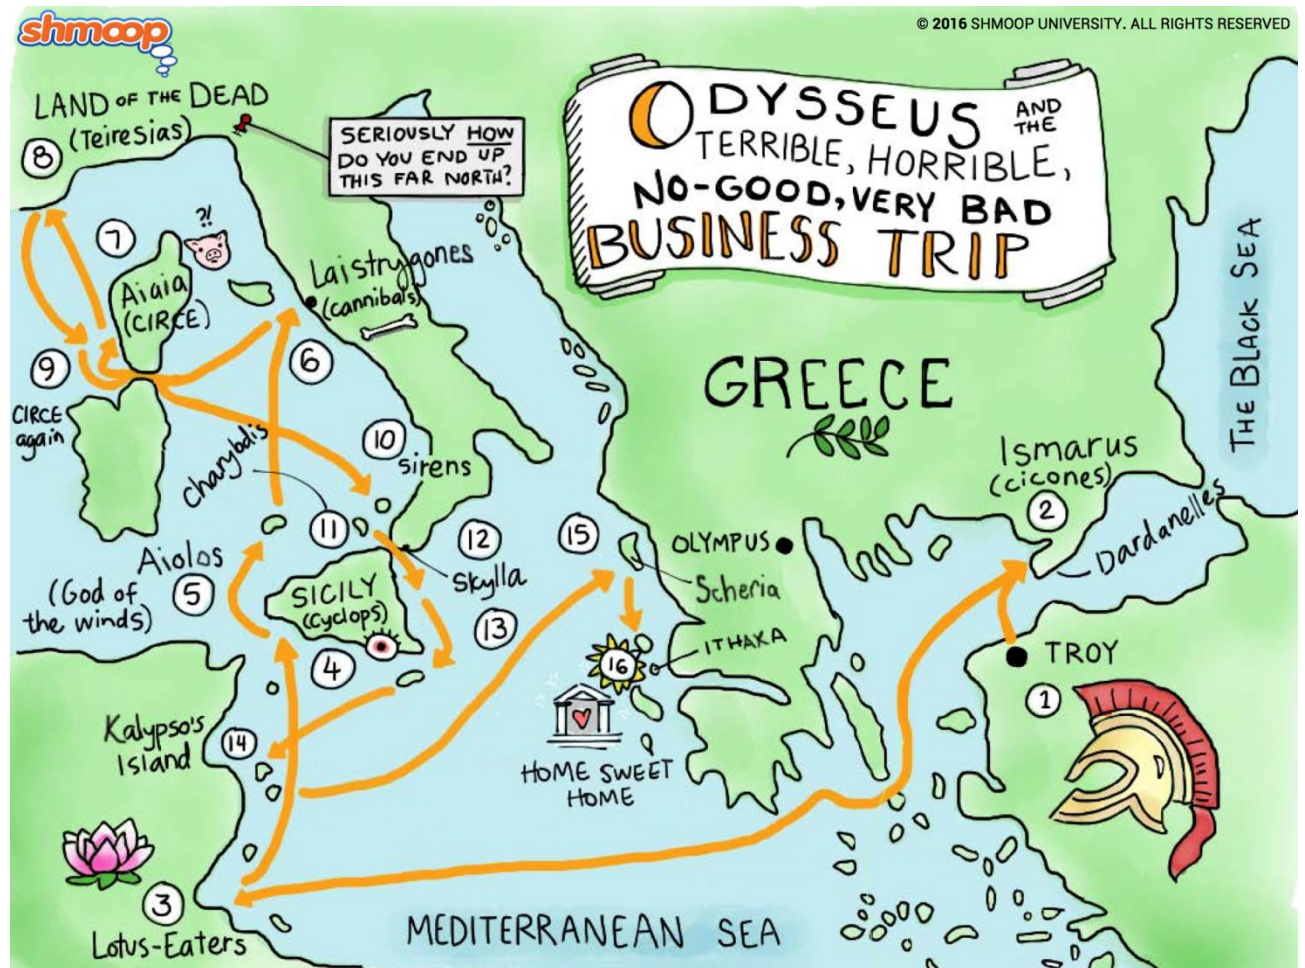 shmoop
© 2016 SHMOOP UNIVERSITY. ALL RIGHTS RESERVED
ODYSSEUS AND THE
TERRIBLE, HORRIBLE,
NO-GOOD, VERY BAD
BUSINESS TRIP
LAND OF THE DEAD
(Teiresias)
8
SERIOUSLY HOW
DO YOU END UP
THIS FAR NORTH?
7
?!
Aiaia
(CIRCE)
Laistrygones
(cannibals)
6
9
CIRCE
again
THE BLACK SEA
GREECE
10
Sirens
Charybdis
11
Ismarus
(cicones)
2
Dardanelles
12
Skylla
15
OLYMPUS
Scheria
Aiolos
5
(God of
the winds)
SICILY
(Cyclops)
4
13
ITHAKA
16
TROY
1
Kalypso's
Island
14
HOME SWEET
HOME
3
Lotus-Eaters
MEDITERRANEAN SEA